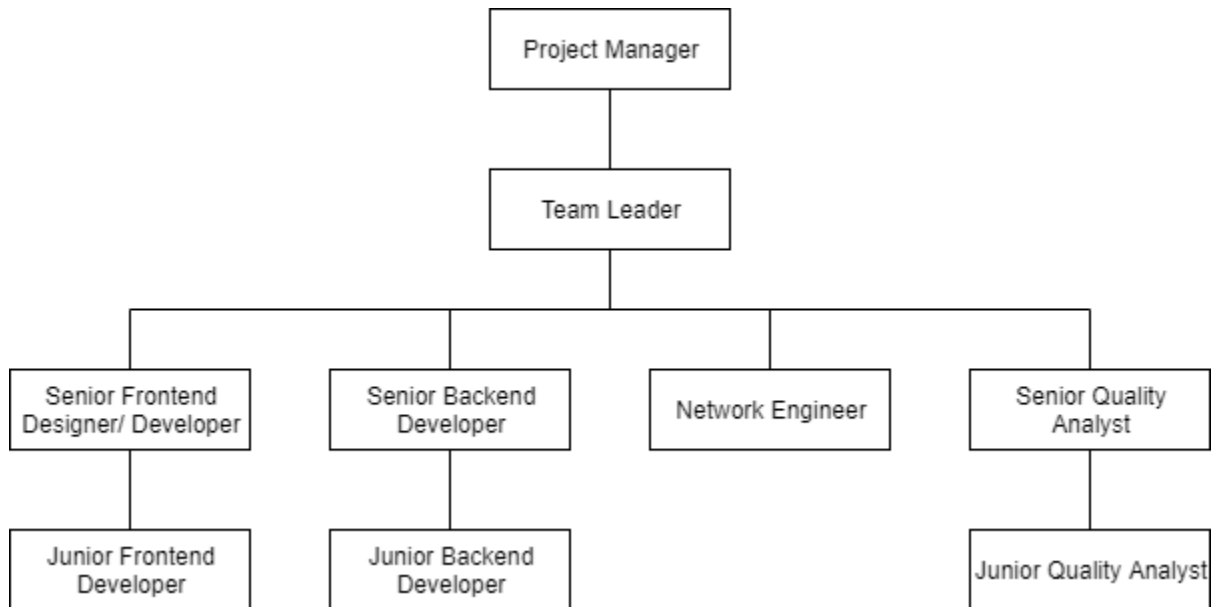 Project Manager
Team Leader
Senior Frontend
Designer/ Developer
Senior Backend
Developer
Network Engineer
Senior Quality
Analyst
Junior Frontend
Developer
Junior Backend
Developer
Junior Quality Analyst